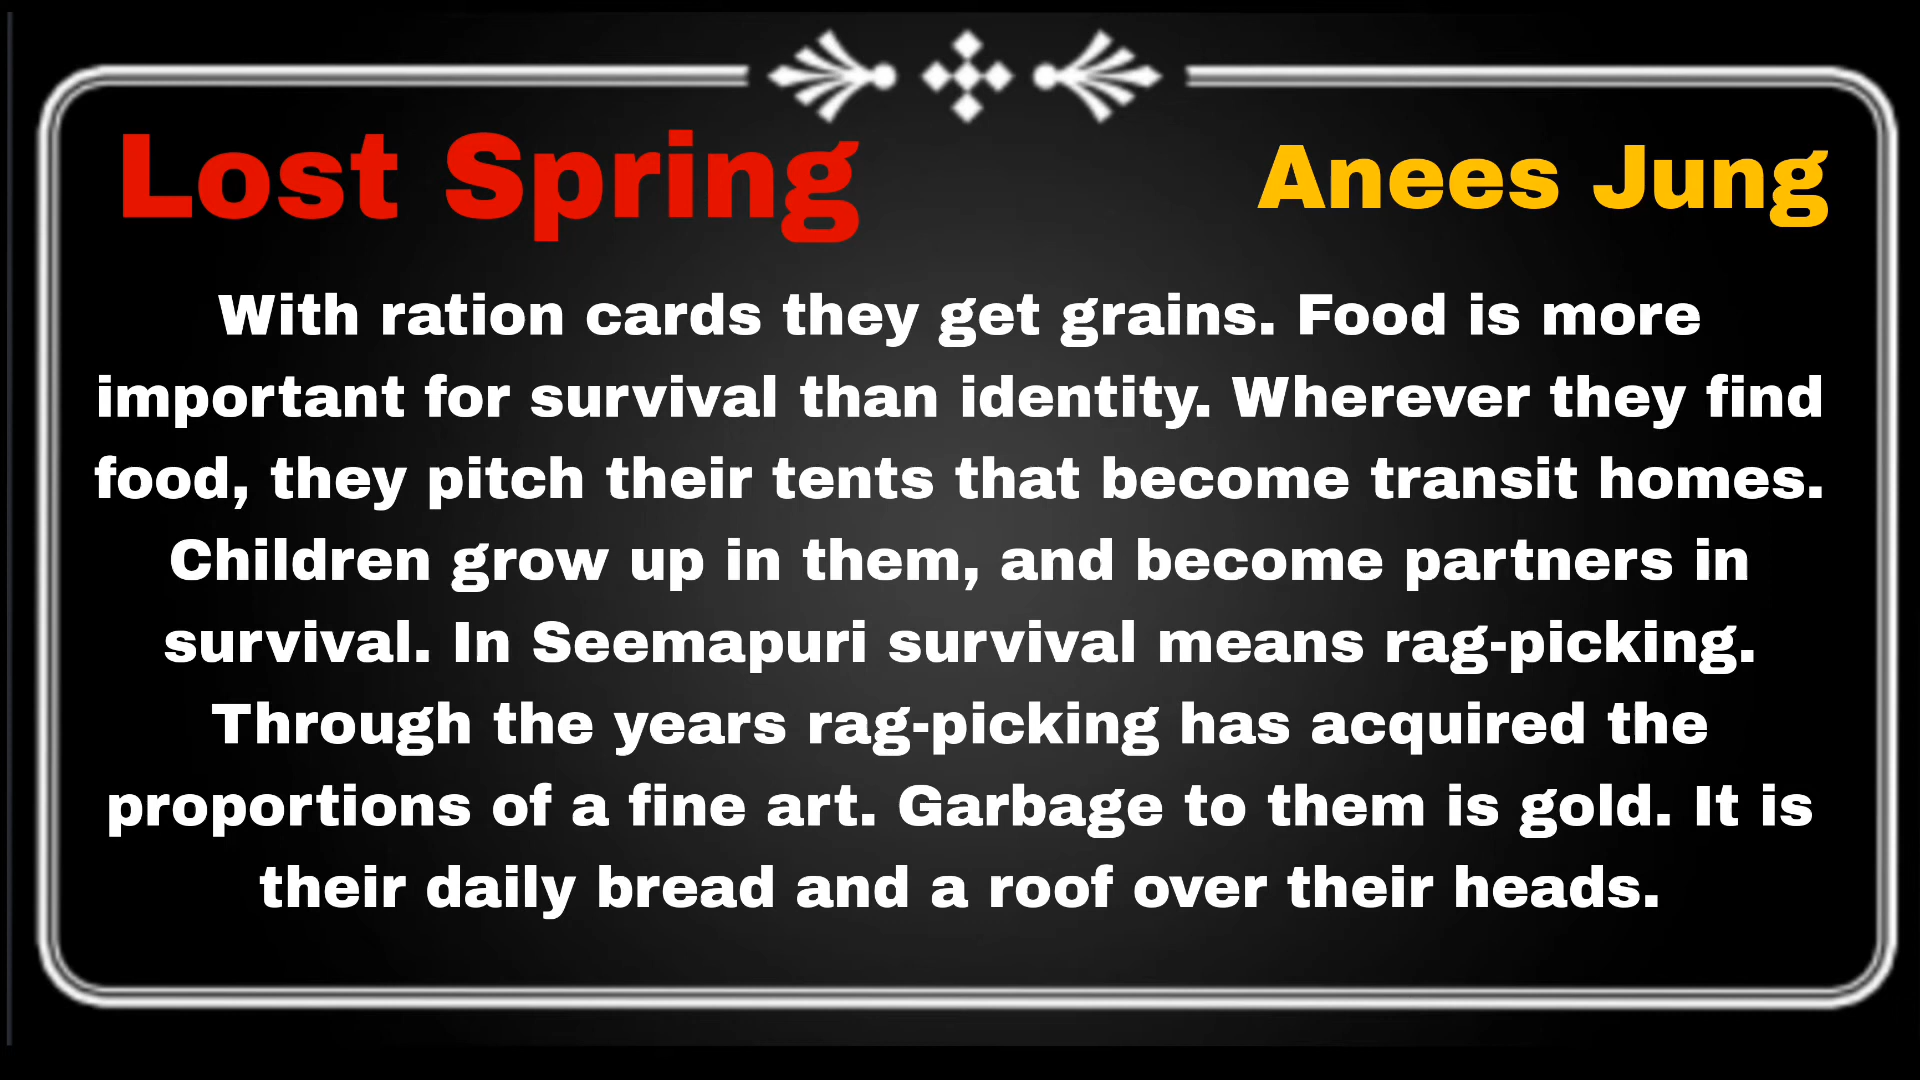 Lost Spring
Anees Jung
With ration cards they get grains. Food is more
important for survival than identity. Wherever they find
food, they pitch their tents that become transit homes.
Children grow up in them, and become partners in
survival. In Seemapuri survival means rag-picking.
Through the years rag-picking has acquired the
proportions of a fine art. Garbage to them is gold. It is
their daily bread and a roof over their heads.